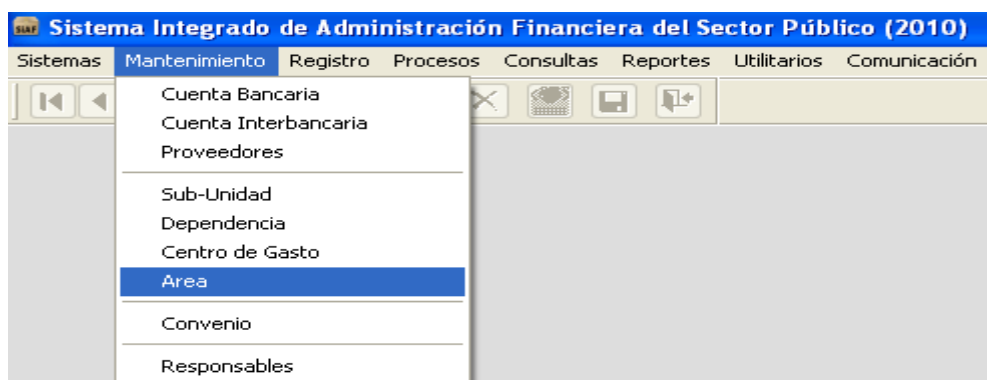 SIAF Sistema Integrado de Administración Financiera del Sector Público (2010)
Sistemas Mantenimiento Registro Procesos Consultas Reportes Utilitarios Comunicación
Cuenta Bancaria
Cuenta Interbancaria
Proveedores
Sub-Unidad
Dependencia
Centro de Gasto
Area
Convenio
Responsables